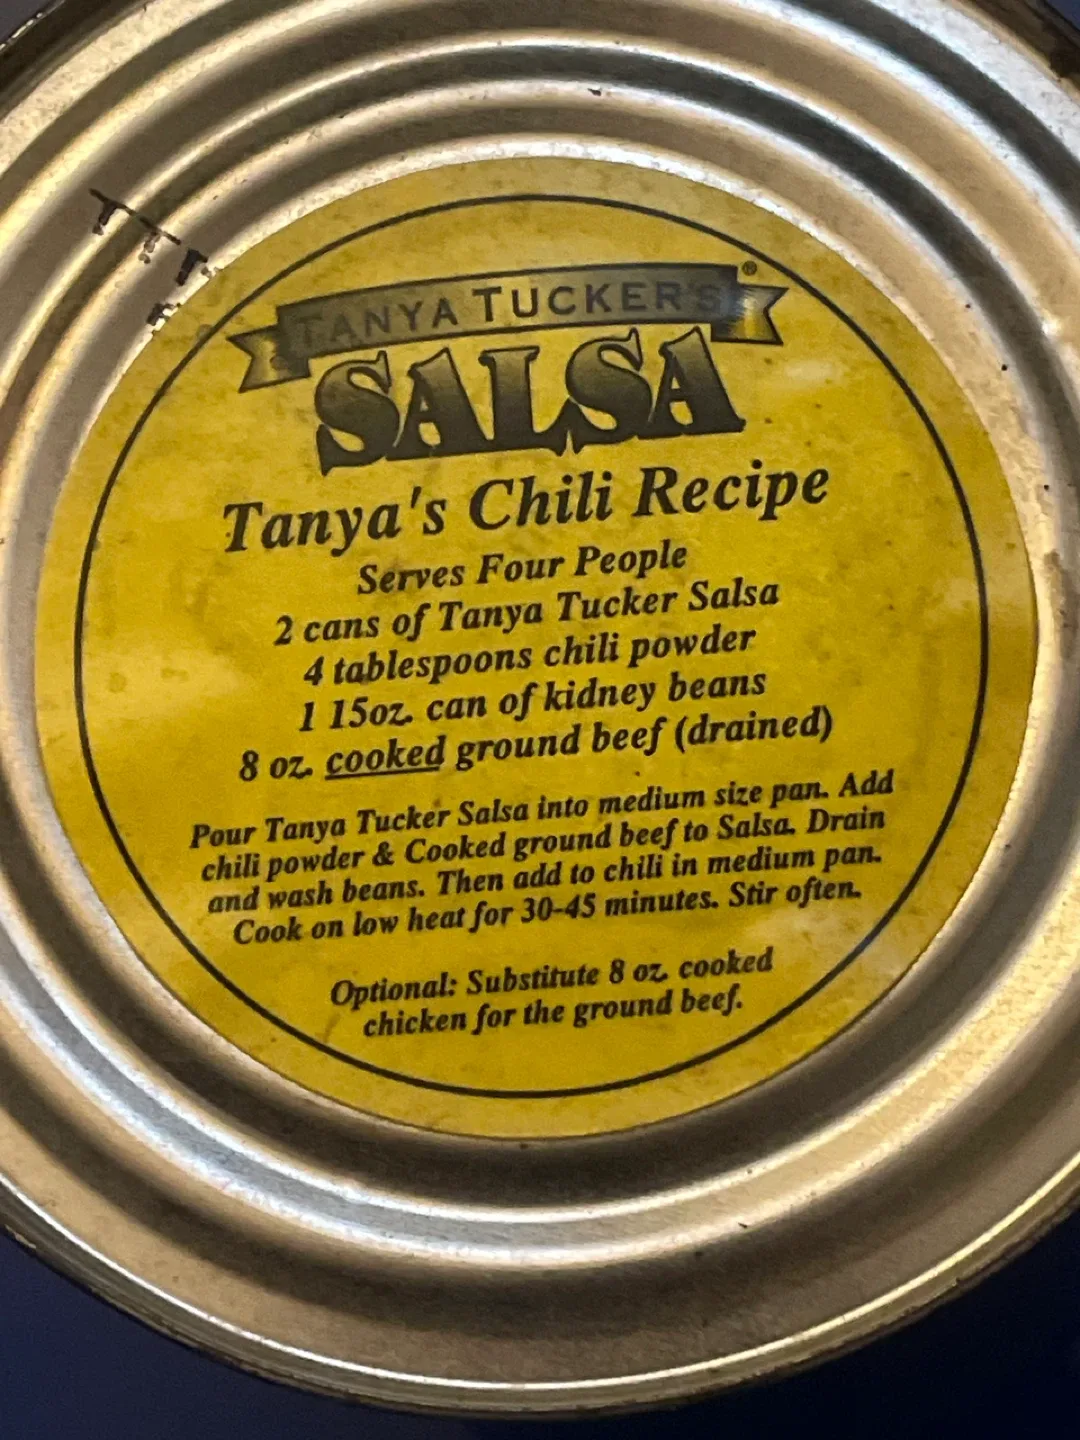 TANYA TUCKER'S®
SALSA
Tanya's Chili Recipe
Serves Four People
2 cans of Tanya Tucker Salsa
4 tablespoons chili powder
1 15oz. can of kidney beans
8 oz. cooked ground beef (drained)
Pour Tanya Tucker Salsa into medium size pan. Add
chili powder & Cooked ground beef to Salsa. Drain
and wash beans. Then add to chili in medium pan.
Cook on low heat for 30-45 minutes. Stir often.
Optional: Substitute 8 oz. cooked
chicken for the ground beef.